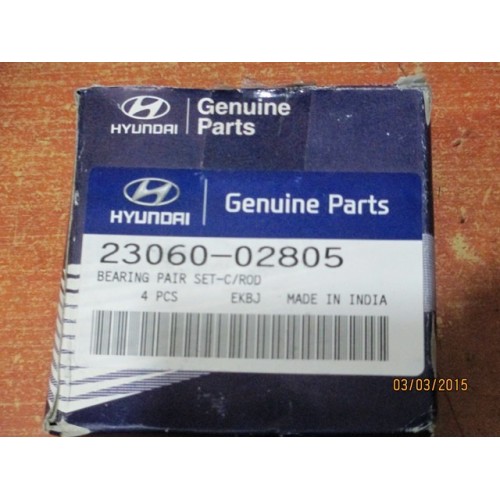 HYUNDAI
Genuine
Parts
HYUNDAI
Genuine Parts
23060-02805
BEARING PAIR SET-C/ROD
4 PCS EKBJ MADE IN INDIA
03/03/2015